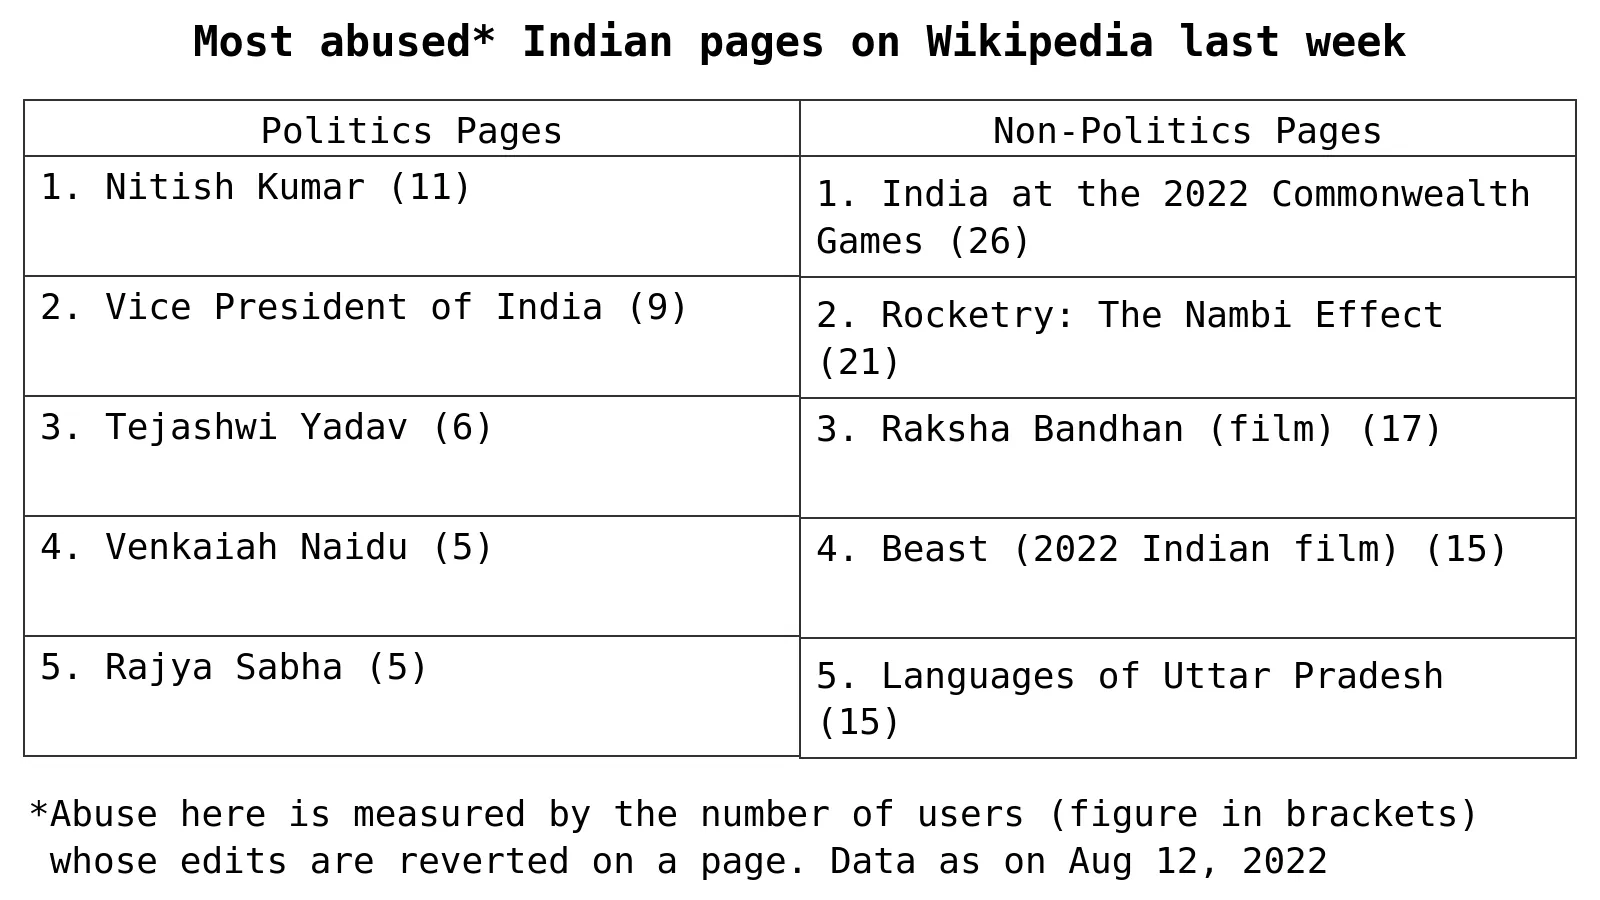 Most abused* Indian pages on Wikipedia last week
Politics Pages
1. Nitish Kumar (11)
2. Vice President of India (9)
3. Tejashwi Yadav (6)
4. Venkaiah Naidu (5)
5. Rajya Sabha (5)
Non-Politics Pages
1. India at the 2022 Commonwealth
Games (26)
2. Rocketry: The Nambi Effect
(21)
3. Raksha Bandhan (film) (17)
4. Beast (2022 Indian film) (15)
5. Languages of Uttar Pradesh
(15)
*Abuse here is measured by the number of users (figure in brackets)
whose edits are reverted on a page. Data as on Aug 12, 2022